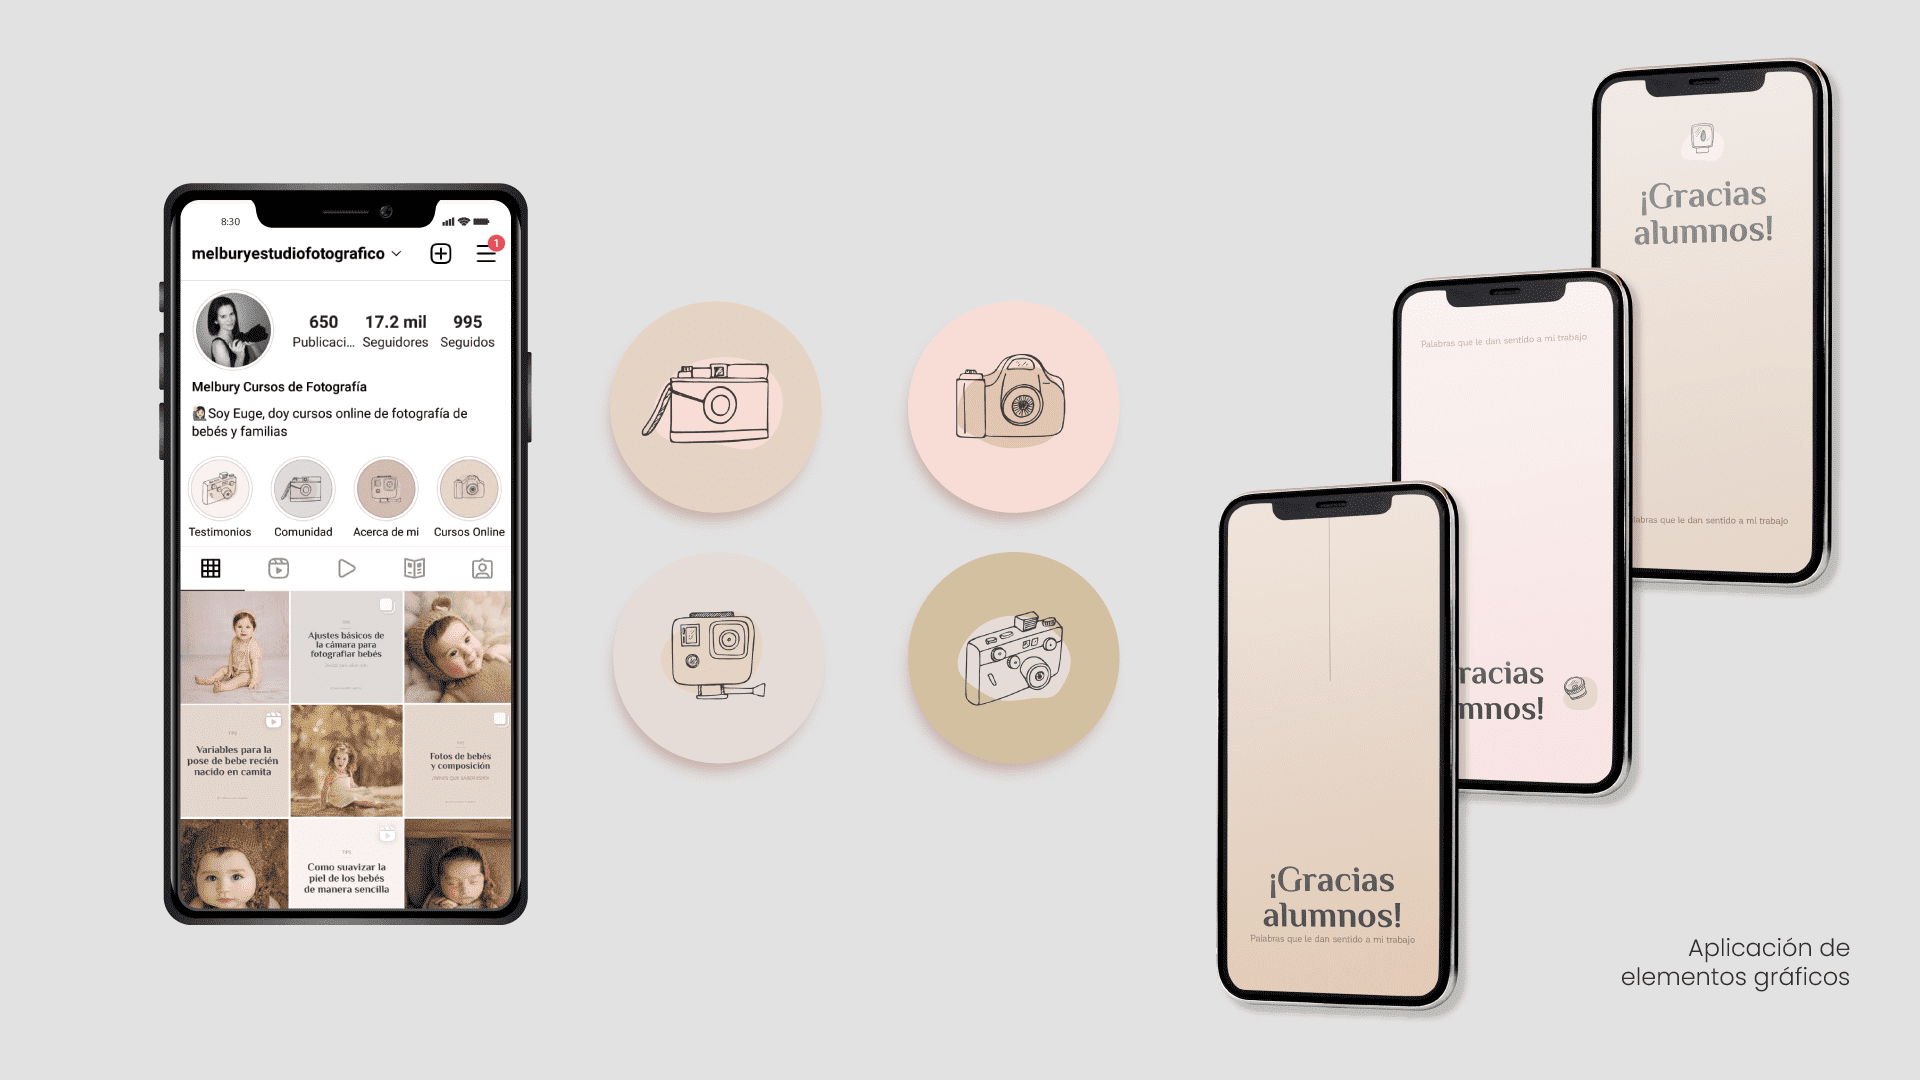 8:30
melburyestudiofotografico
1
650
17.2 mil
995
Publicaci...
Seguidores
Seguidos
Melbury Cursos de Fotografía
Soy Euge, doy cursos online de fotografía de
bebés y familias
Testimonios
Comunidad
Acerca de mi
Cursos Online
Ajustes básicos de
la cámara para
fotografiar bebés
TIPS
Variables para la
pose de bebe recién
nacido en camita
Fotos de bebés
y composición
TIPS
Como suavizar la
piel de los bebés
de manera sencilla
¡Gracias
alumnos!
labras que le dan sentido a mi trabajo
Palabras que le dan sentido a mi trabajo
racias
mnos!
¡Gracias
alumnos!
Palabras que le dan sentido a mi trabajo
Aplicación de
elementos gráficos